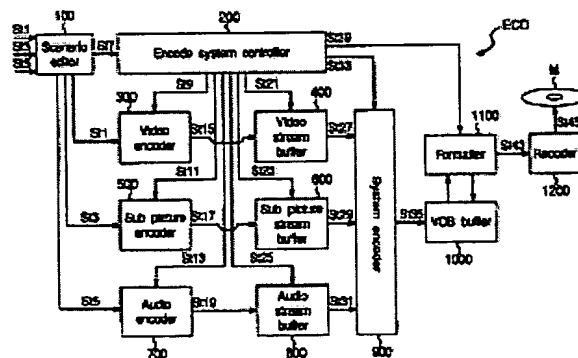 100
200
ECD
St1
St2
St3
Scenario
editor
St7
Encode system controller
St39
St33
M
St9
St21
300
400
1100
St45
St1
Video
encoder
St15
Video
stream
buffer
St27
Formatter
St43
Recoder
1200
St11
St23
500
600
System encoder
St3
Sub picture
encoder
St17
Sub picture
stream
buffer
St29
St35
VOB buffer
1000
St13
St25
St5
Audio
encoder
St19
Audio
stream
buffer
St31
700
800
900